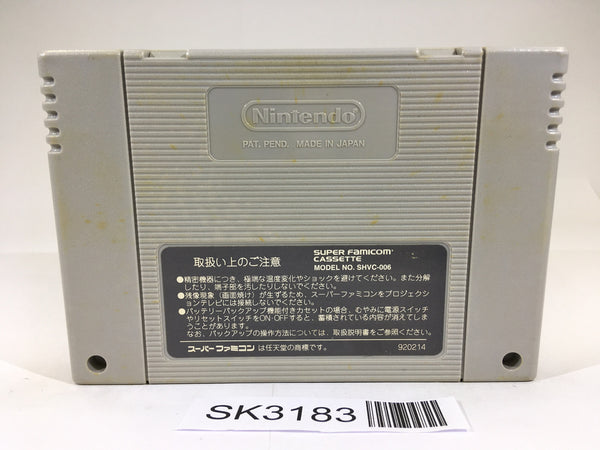 Nintendo
PAT. PEND. MADE IN JAPAN
取扱い上のご注意
SUPER FAMICOM
CASSETTE
MODEL NO. SHVC-006
●精密機器につき、極端な温度変化やショックを避けてください。また分解
したり、端子部を汚したりしないでください。
●残像現象(画面焼け)が生ずるため、スーパーファミコンをプロジェクシ
ョンテレビには接続しないでください。
●バッテリーバックアップ機能付きカセットの場合、むやみに電源スイッチ
やリセットスイッチをON・OFFすると、蓄積されている内容が消えてしま
うことがあります。
なお、バックアップの操作方法については、取扱説明書をご参照ください。
スーパーファミコン は任天堂の商標です。
920214
SK3183